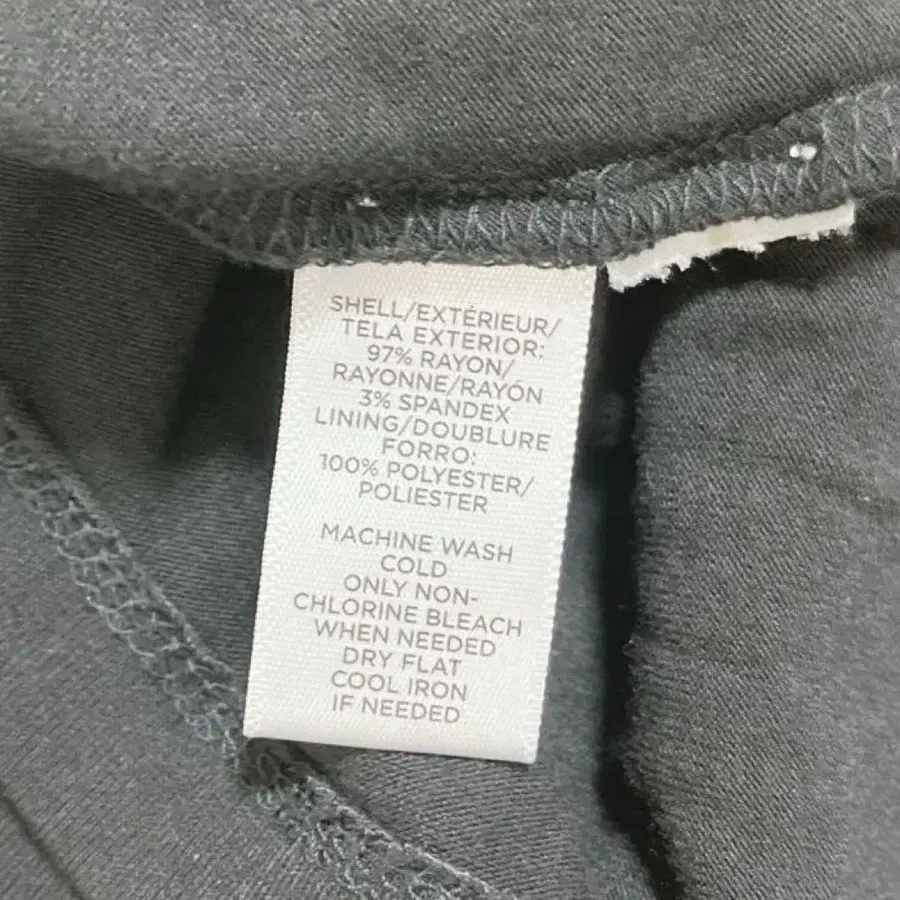 SHELL/EXTÉRIEUR/
TELA EXTERIOR:
97% RAYON/
RAYONNE/RAYÓN
3% SPANDEX
LINING/DOUBLURE
FORRO:
100% POLYESTER/
POLIESTER
MACHINE WASH
COLD
ONLY NON-
CHLORINE BLEACH
WHEN NEEDED
DRY FLAT
COOL IRON
IF NEEDED